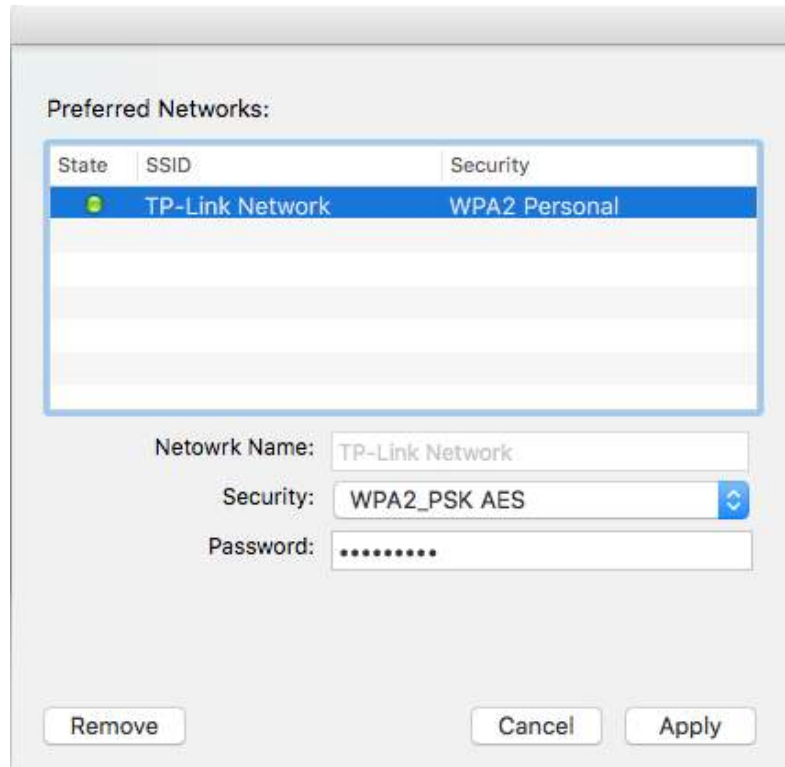 Preferred Networks:
State SSID Security
TP-Link Network WPA2 Personal
Netowrk Name: TP-Link Network
Security: WPA2_PSK AES
Password: •••••••••
Remove Cancel Apply